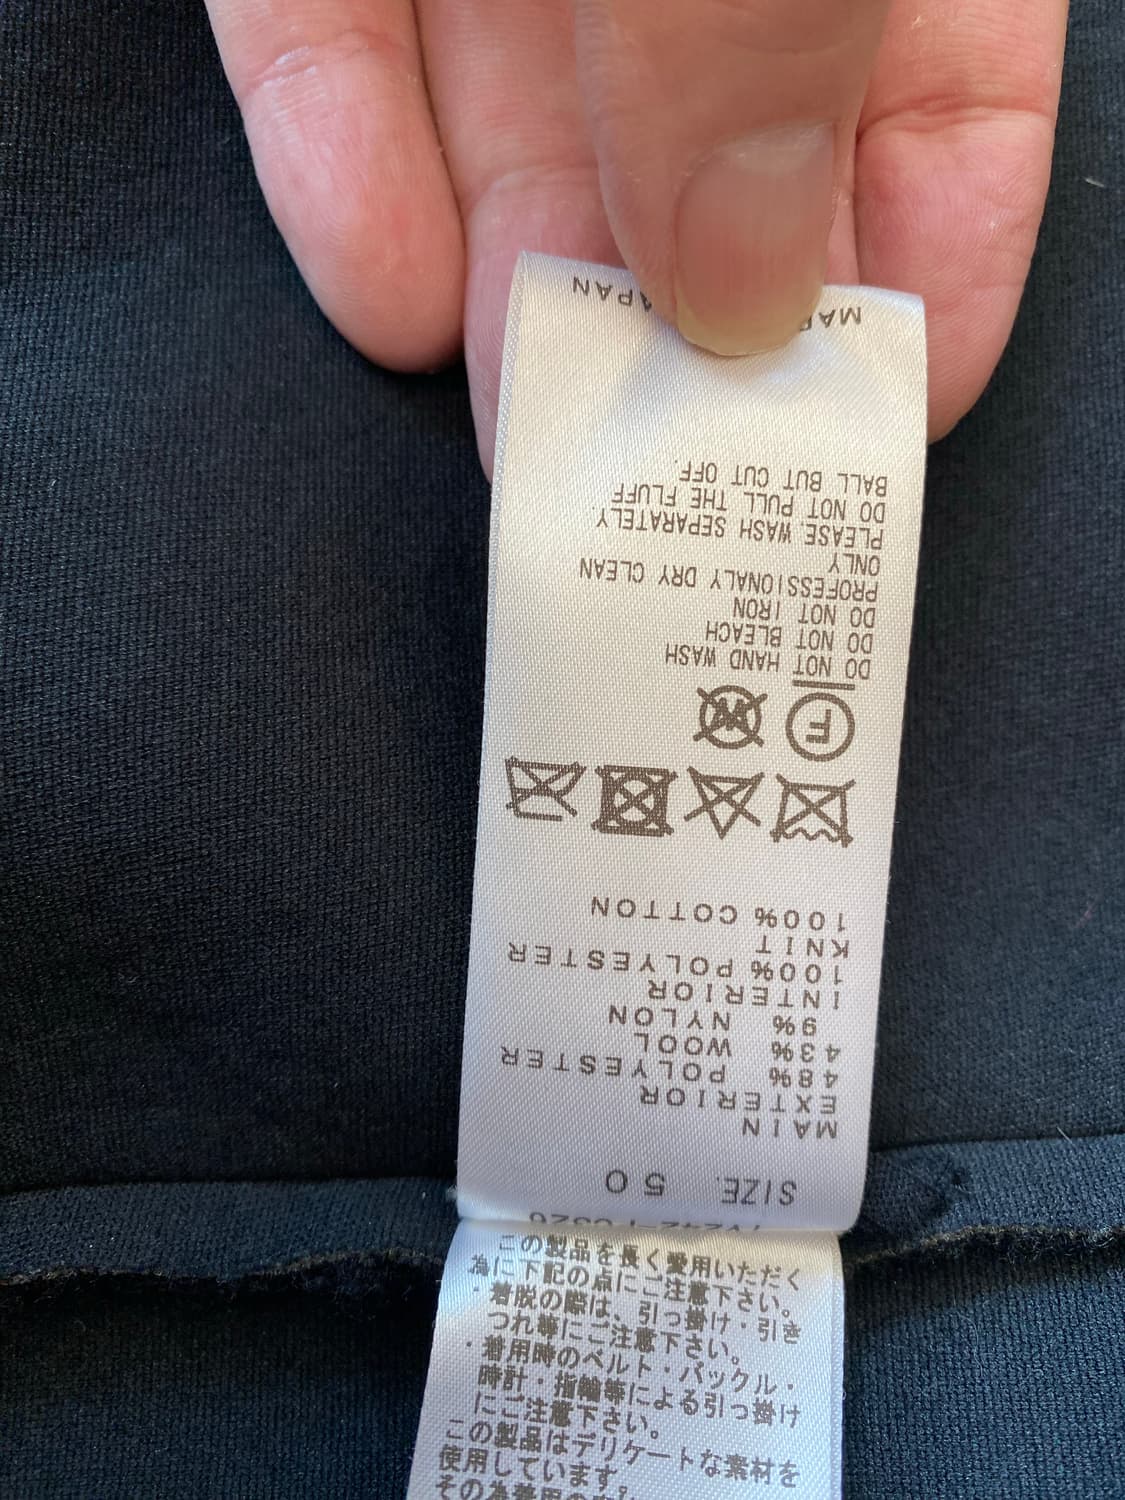 SIZE. 50
MAIN
EXTERIOR
48% POLYESTER
43% WOOL
9% NYLON
INTERIOR
100% POLYESTER
KNIT
100% COTTON
F
W
DO NOT HAND WASH
DO NOT BLEACH
DO NOT IRON
PROFESSIONALY DRY CLEAN
ONLY
PLEASE WASH SEPARATELY.
DO NOT PULL THE FLUFF
BALL BUT CUT OFF.
この製品を長く愛用いただく
為に下記の点にご注意下さい。
・着脱の際は、引っ掛け・引き
つれ等にご注意下さい。
・着用時のベルト・バックル・
時計・指輪等による引っ掛け
にご注意下さい。
この製品はデリケートな素材を
使用しています。
その為着用の